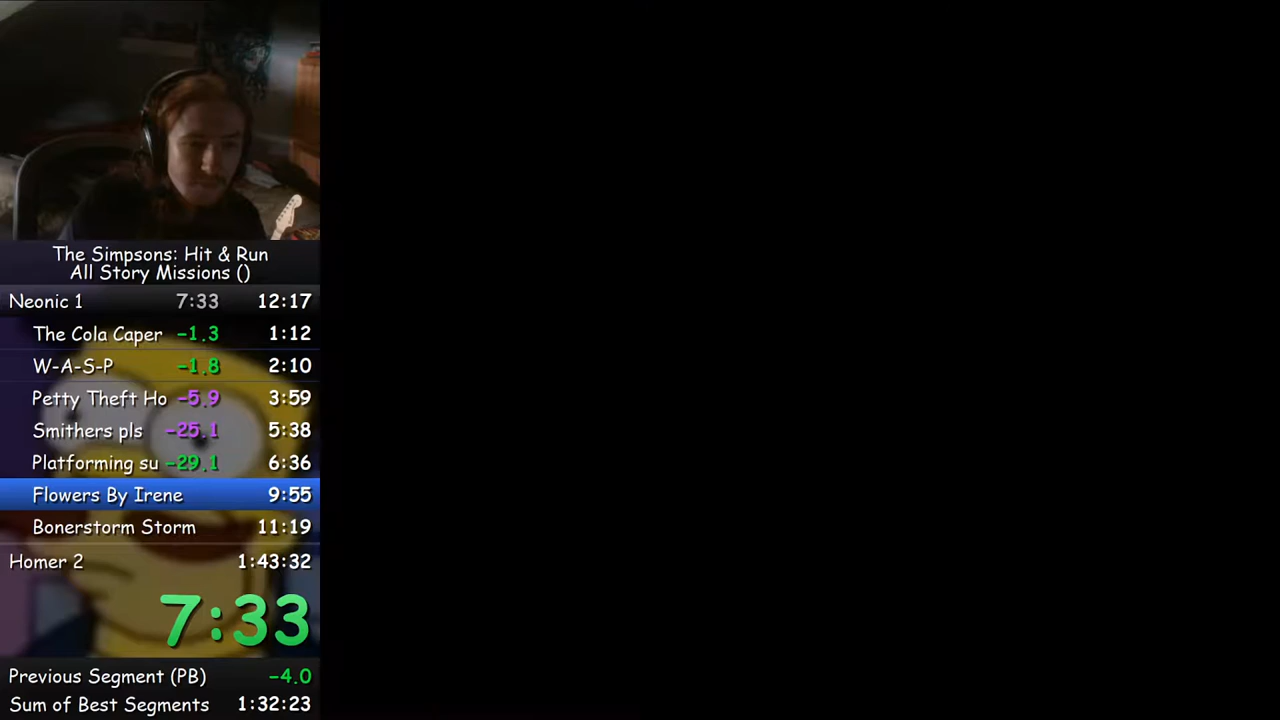 The Simpsons: Hit & Run
All Story Missions ()
Neonic 1 7:33 12:17
The Cola Caper -1.3 1:12
W-A-S-P -1.8 2:10
Petty Theft Ho -5.9 3:59
Smithers pls -25.1 5:38
Platforming su -29.1 6:36
Flowers By Irene 9:55
Bonerstorm Storm 11:19
Homer 2 1:43:32
7:33
Previous Segment (PB) -4.0
Sum of Best Segments 1:32:23